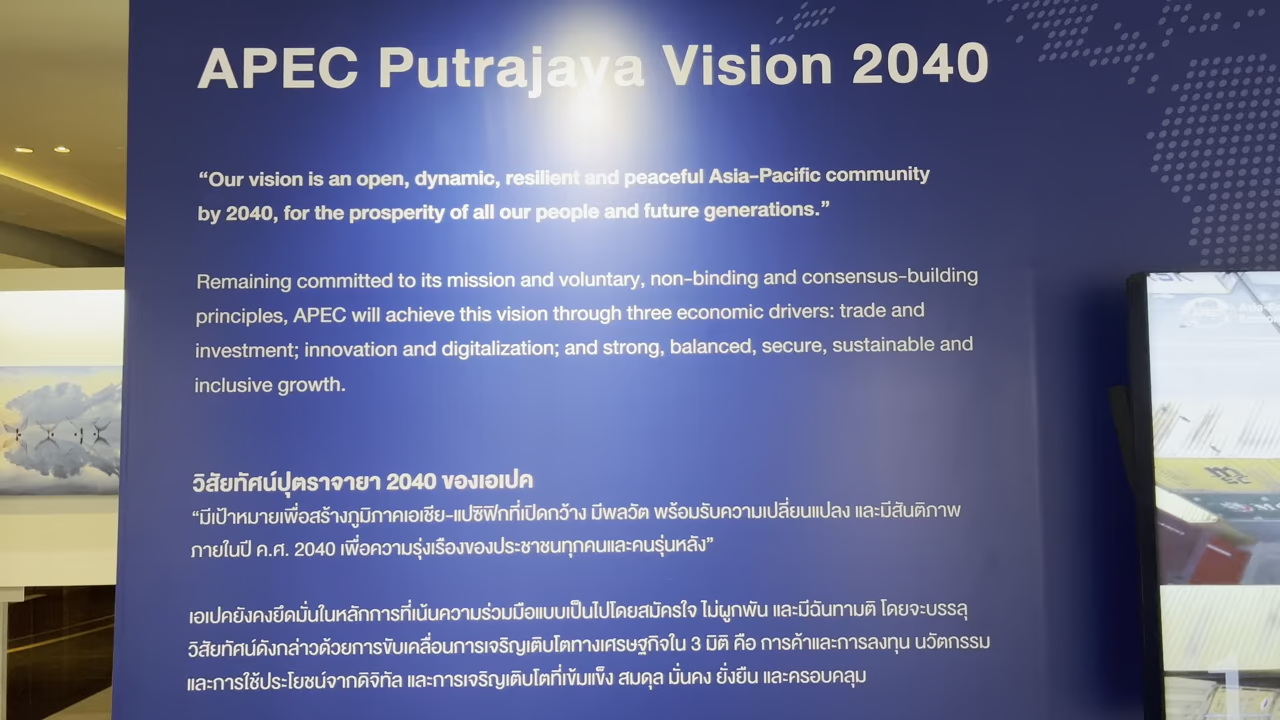 APEC Putrajaya Vision 2040
“Our vision is an open, dynamic, resilient and peaceful Asia-Pacific community
by 2040, for the prosperity of all our people and future generations.”
Remaining committed to its mission and voluntary, non-binding and consensus-building
principles, APEC will achieve this vision through three economic drivers: trade and
investment; innovation and digitalization; and strong, balanced, secure, sustainable and
inclusive growth.
วิสัยทัศน์ปุตราจายา 2040 ของเอเปค
“มีเป้าหมายเพื่อสร้างภูมิภาคเอเชีย-แปซิฟิกที่เปิดกว้าง มีพลวัต พร้อมรับความเปลี่ยนแปลง และมีสันติภาพ
ภายในปี ค.ศ. 2040 เพื่อความรุ่งเรืองของประชาชนทุกคนและคนรุ่นหลัง”
เอเปคยังคงยึดมั่นในหลักการที่เน้นความร่วมมือแบบเป็นไปโดยสมัครใจ ไม่ผูกพัน และมีฉันทามติ โดยจะบรรลุ
วิสัยทัศน์ดังกล่าวด้วยการขับเคลื่อนการเจริญเติบโตทางเศรษฐกิจใน 3 มิติ คือ การค้าและการลงทุน นวัตกรรม
และการใช้ประโยชน์จากดิจิทัล และการเจริญเติบโตที่เข้มแข็ง สมดุล มั่นคง ยั่งยืน และครอบคลุม
1